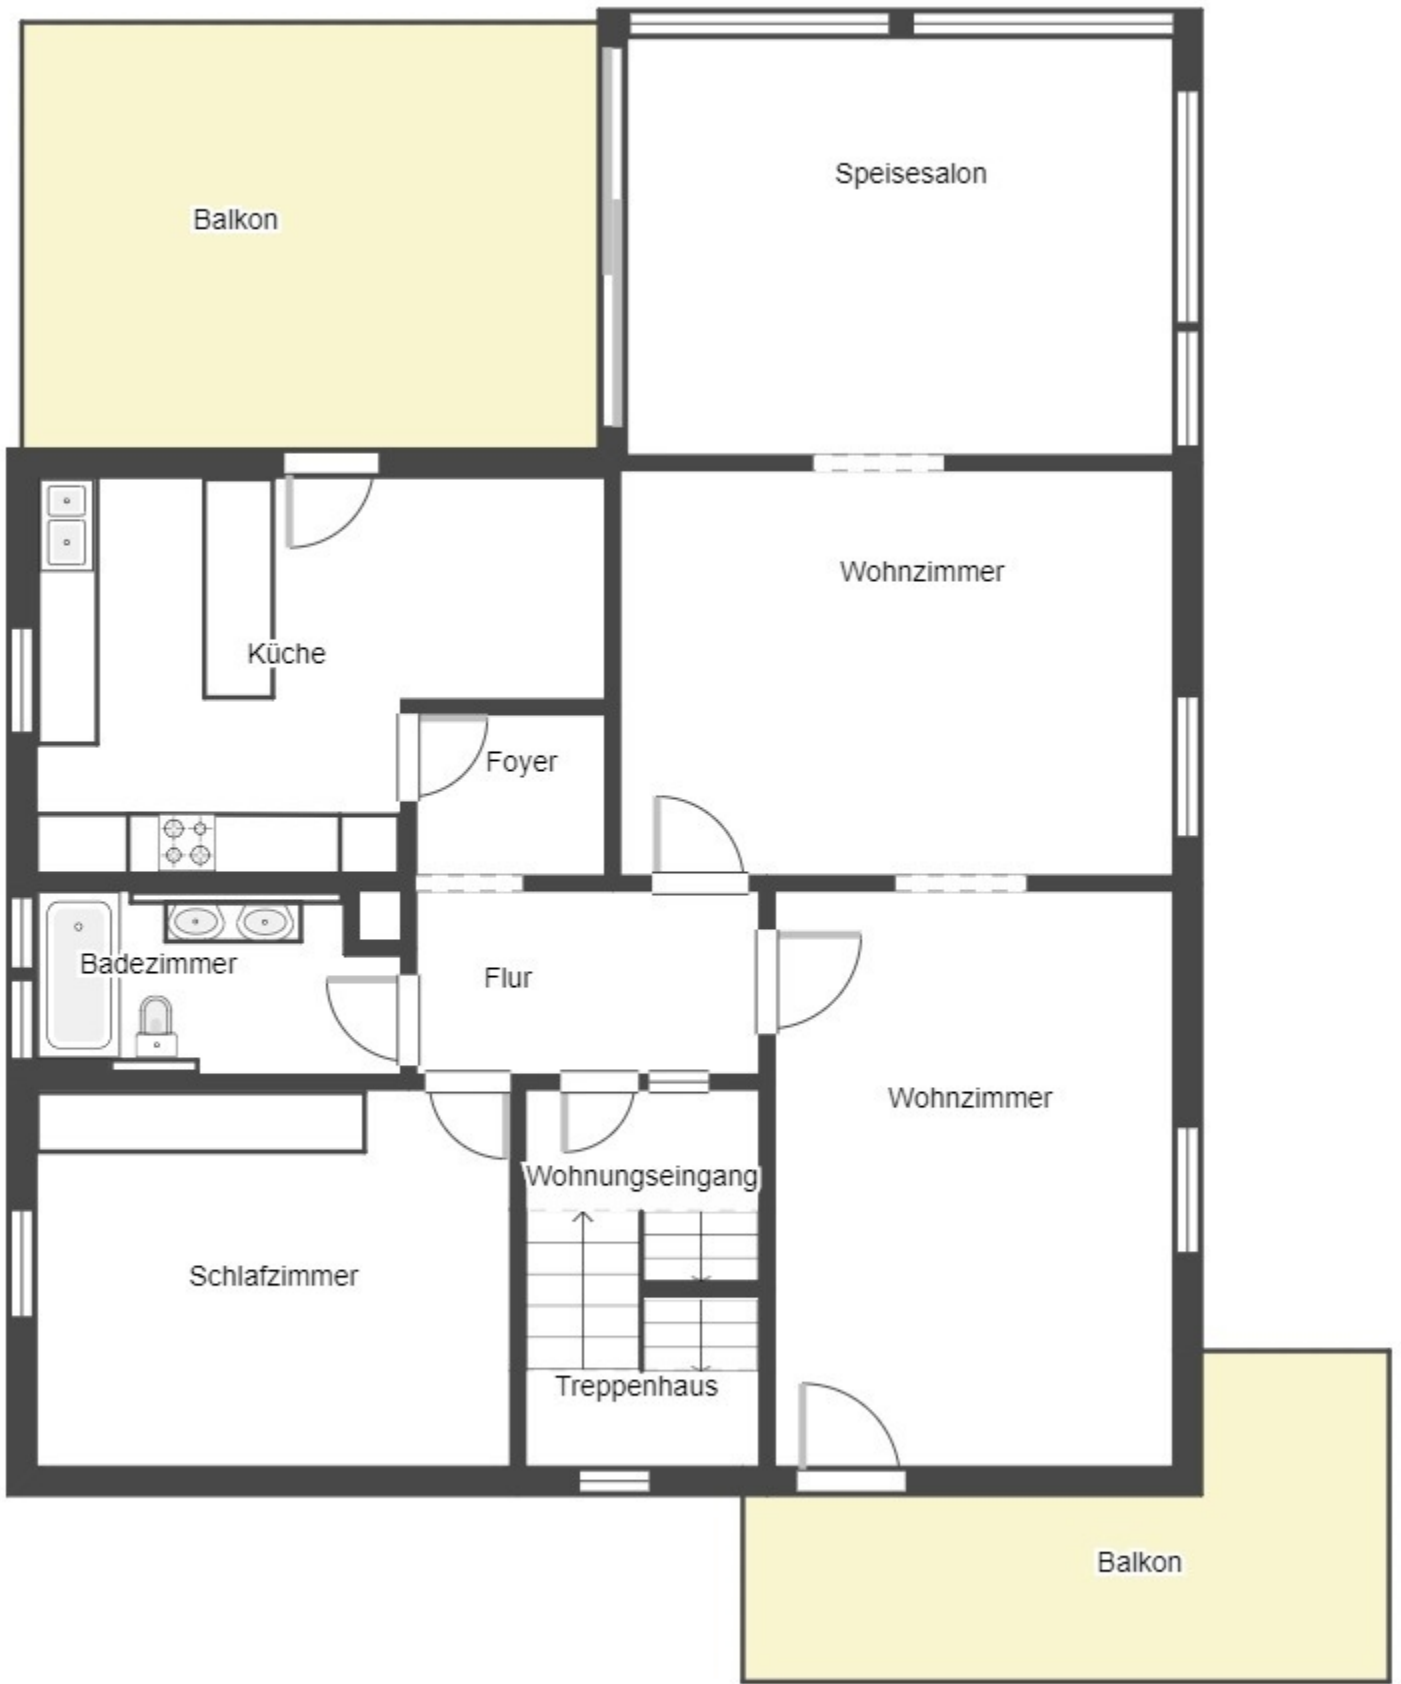 Speisesalon
Balkon
Wohnzimmer
Küche
Foyer
Badezimmer
Flur
Wohnzimmer
Wohnungseingang
Schlafzimmer
Treppenhaus
Balkon